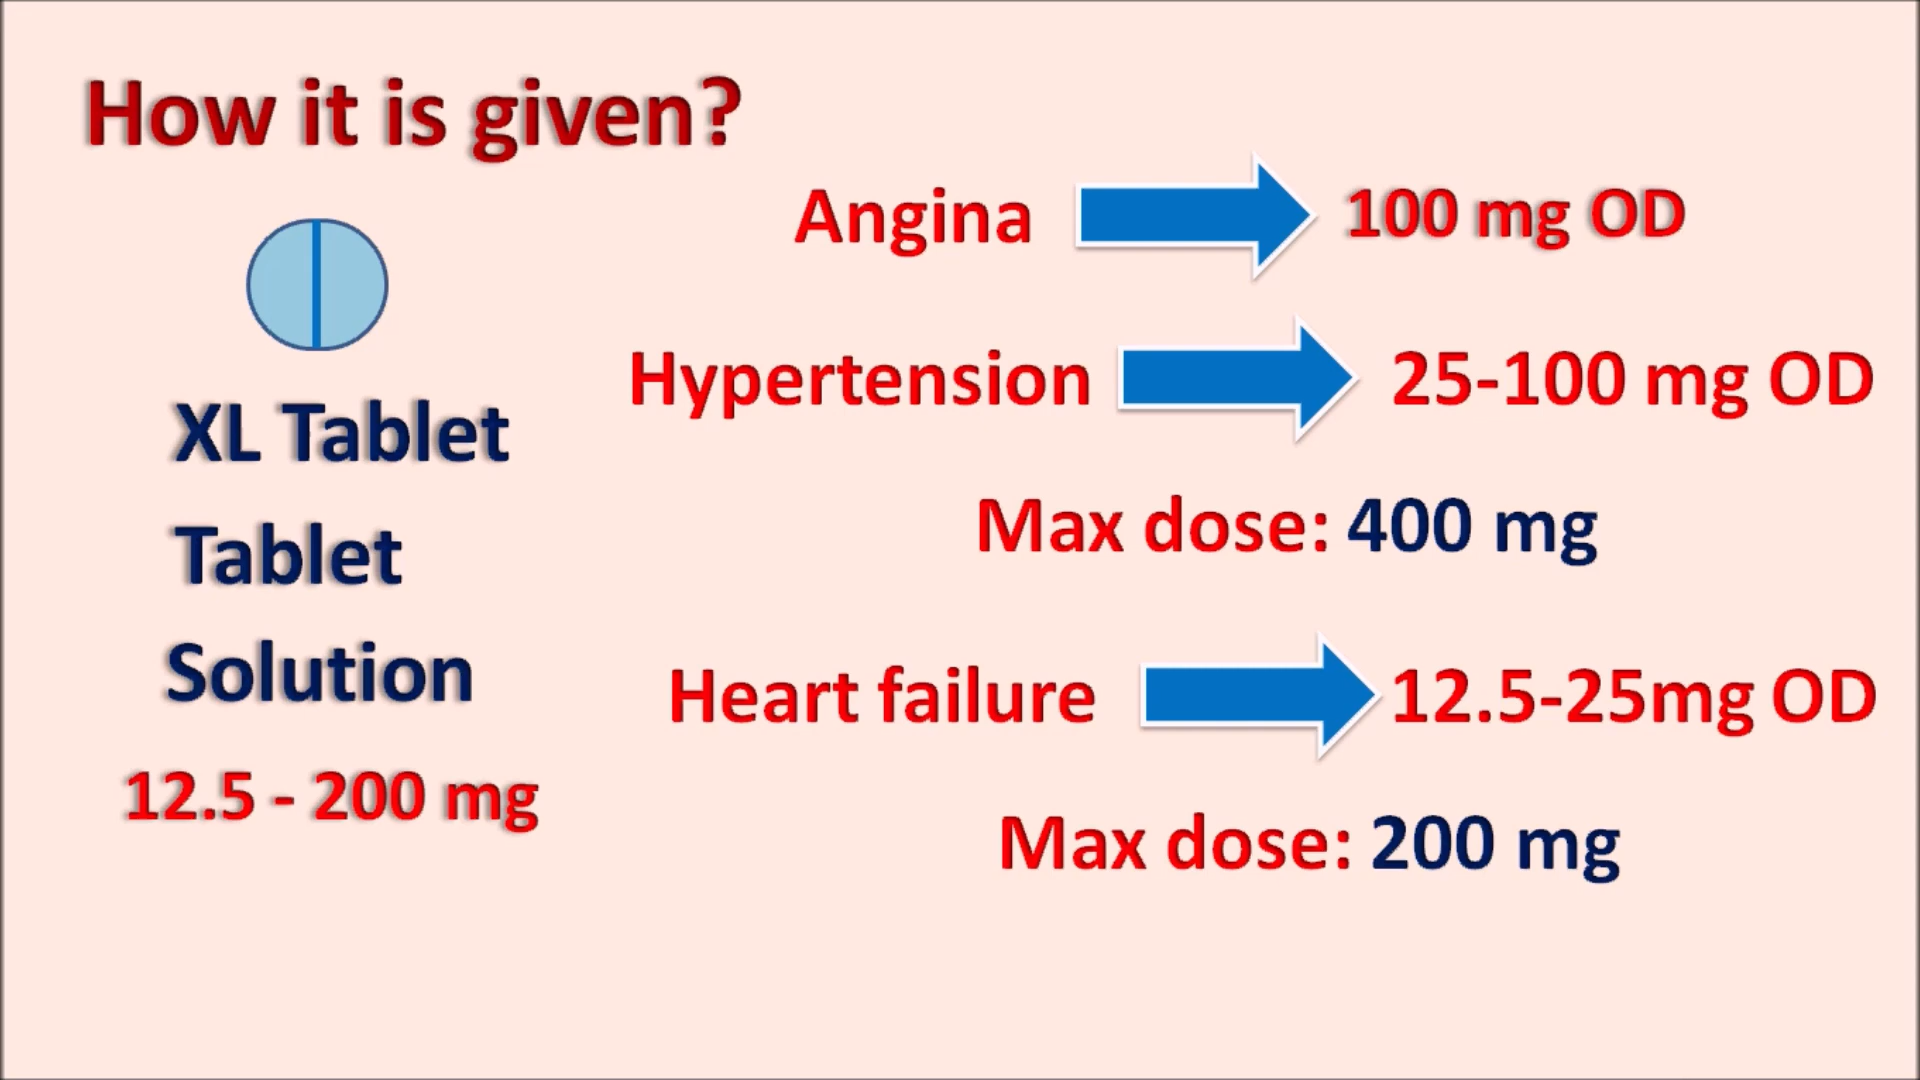 How it is given?
XL Tablet
Tablet
Solution
12.5 - 200 mg
Angina 100 mg OD
Hypertension 25-100 mg OD
Max dose: 400 mg
Heart failure 12.5-25mg OD
Max dose: 200 mg